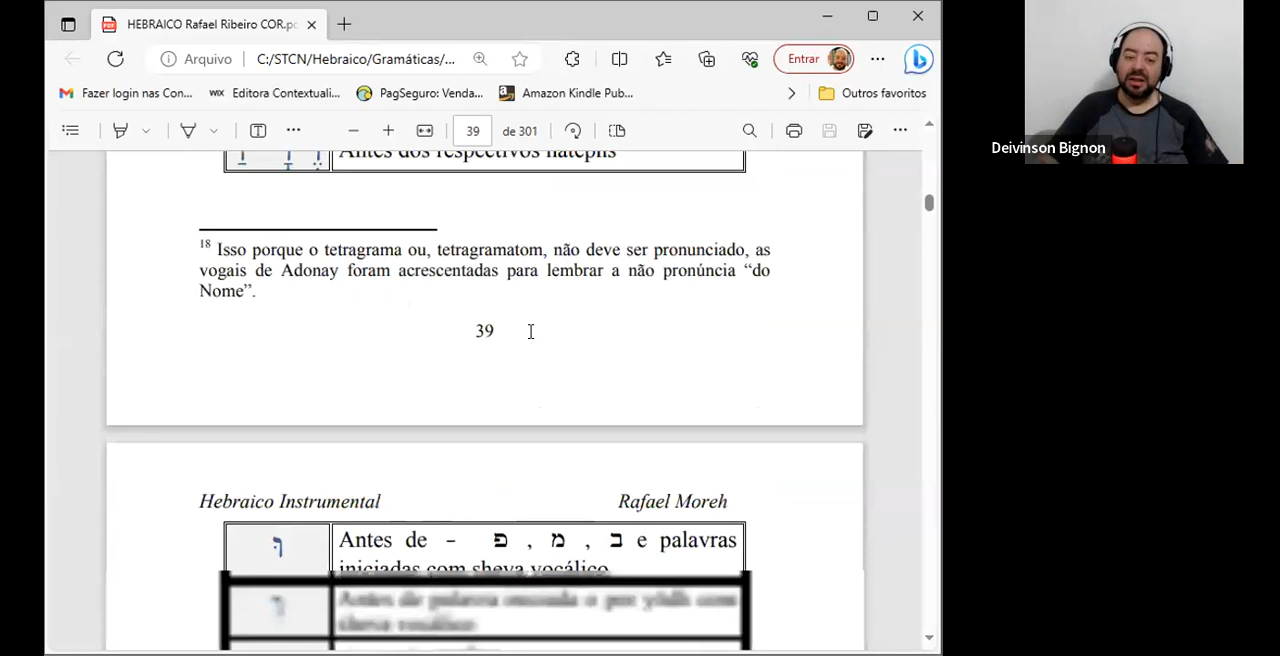 HEBRAICO Rafael Ribeiro COR.pc
Arquivo C:/STCN/Hebraico/Gramáticas/... Entrar
Fazer login nas Con... WIX Editora Contextuali... PagSeguro: Venda... Amazon Kindle Pub... Outros favoritos
39 de 301
Deivinson Bignon
Antes dos respectivos hatephs
18 Isso porque o tetragrama ou, tetragramatom, não deve ser pronunciado, as
vogais de Adonay foram acrescentadas para lembrar a não pronúncia “do
Nome”.
39
Hebraico Instrumental Rafael Moreh
Antes de - פ , מ , ב e palavras
iniciadas com sheva vocálico